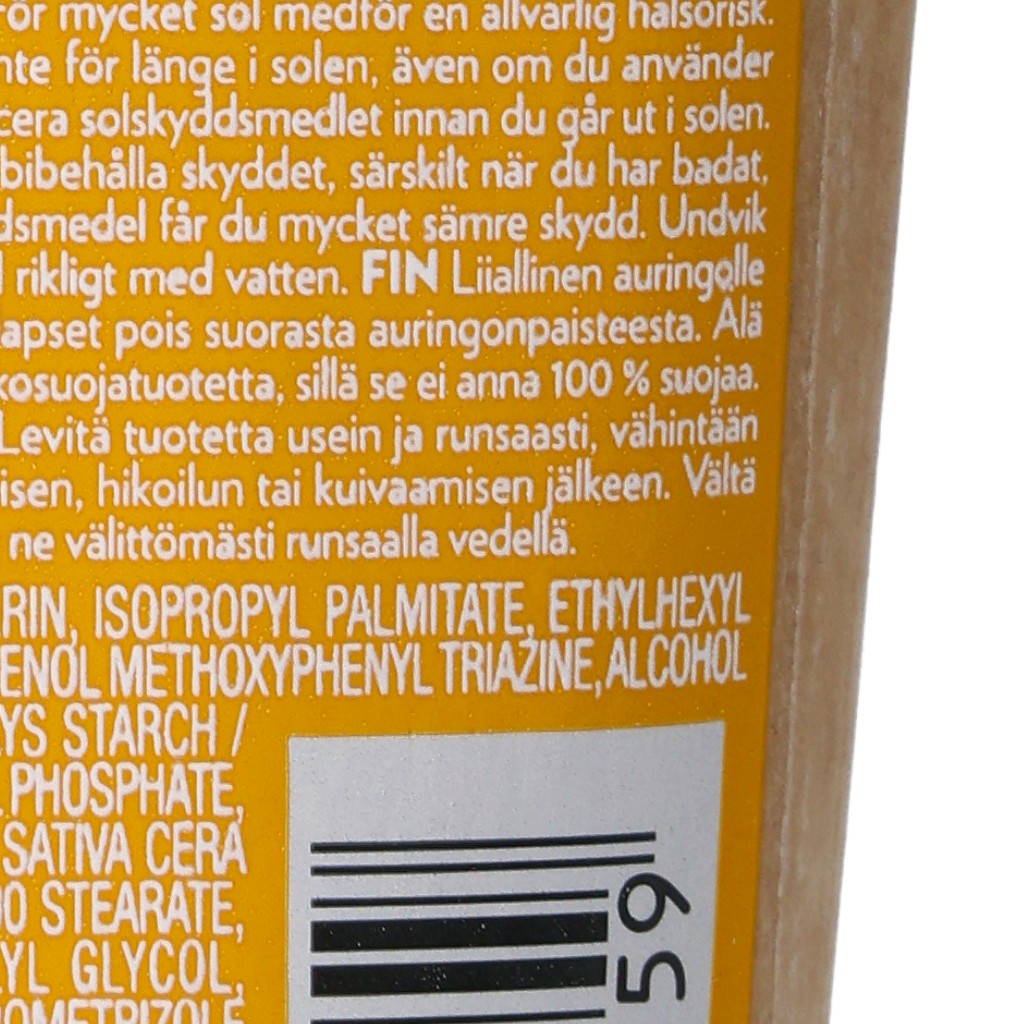 ör mycket sol medför en allvarlig hälsorisk.
nte för länge i solen, även om du använder
cera solskyddsmedlet innan du går ut i solen.
bibehålla skyddet, särskilt när du har badat,
dsmedel får du mycket sämre skydd. Undvik
rikligt med vatten. FIN Liiallinen auringolle
apset pois suorasta auringonpaisteesta. Älä
kosuojatuotetta, sillä se ei anna 100 % suojaa.
Levitä tuotetta usein ja runsaasti, vähintään
isen, hikoilun tai kuivaamisen jälkeen. Vältä
ne välittömästi runsaalla vedellä.
RIN, ISOPROPYL PALMITATE, ETHYLHEXYL
ENOL METHOXYPHENYL TRIAZINE, ALCOHOL
YS STARCH /
PHOSPHATE,
SATIVA CERA
STEARATE,
YL GLYCOL,
OMETRIZOLE
59